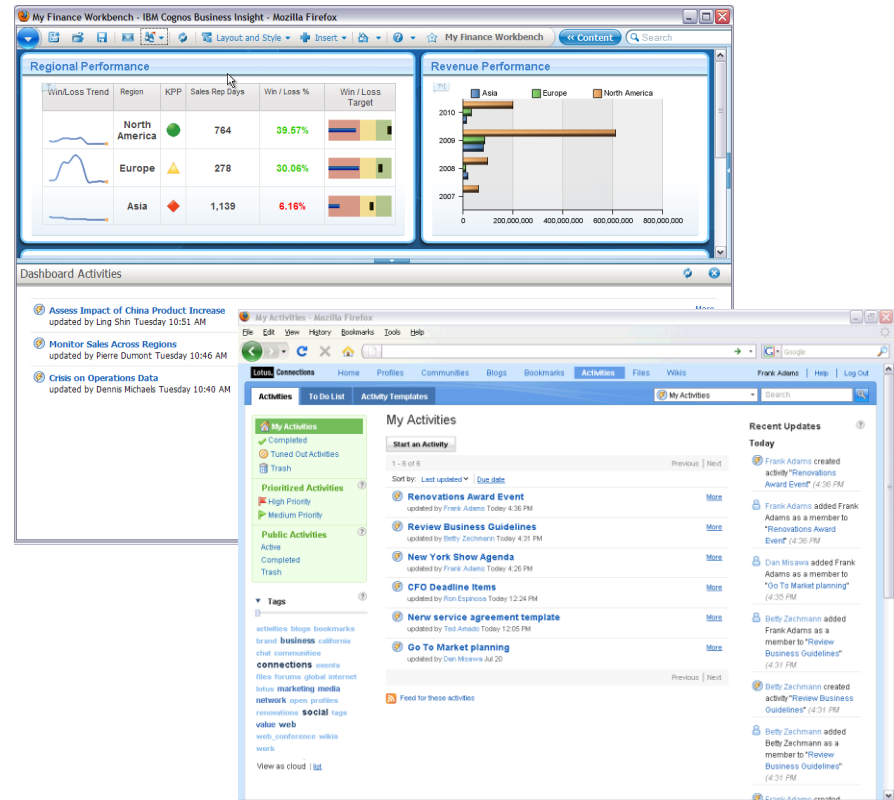 My Finance Workbench - IBM Cognos Business Insight - Mozilla Firefox
Layout and Style Insert My Finance Workbench « Content Search
Regional Performance
Win/Loss Trend Region KPP Sales Rep Days Win / Loss % Win / Loss
Target
North
America 764 39.57%
Europe 278 30.06%
Asia 1,139 6.16%
Revenue Performance
Asia Europe North America
2010
2009
2008
2007
0 200,000,000 400,000,000 600,000,000 800,000,000
Dashboard Activities
More
Assess Impact of China Product Increase
updated by Ling Shin Tuesday 10:51 AM
Monitor Sales Across Regions
updated by Pierre Dumont Tuesday 10:46 AM
Crisis on Operations Data
updated by Dennis Michaels Tuesday 10:40 AM
My Activities - Mozilla Firefox
File Edit View History Bookmarks Tools Help
Google
Lotus. Connections Home Profiles Communities Blogs Bookmarks Activities Files Wikis Frank Adams | Help | Log Out
Activities To Do List Activity Templates My Activities Search
My Activities
Completed
Tuned Out Activities
Trash
Prioritized Activities
High Priority
Medium Priority
Public Activities
Active
Completed
Trash
Tags
activities blogs bookmarks
brand business california
chat communities
connections events
files forums global internet
lotus marketing media
network open profiles
renovations social tags
value web
web_conference wikis
work
View as cloud | list
My Activities
Start an Activity
1 - 6 of 6 Previous | Next
Sort by: Last updated Due date
Renovations Award Event More
updated by Frank Adams Today 4:36 PM
Review Business Guidelines More
updated by Betty Zechmann Today 4:31 PM
New York Show Agenda More
updated by Frank Adams Today 4:26 PM
CFO Deadline Items More
updated by Ron Espinosa Today 12:24 PM
Nerw service agreement template More
updated by Ted Amado Today 12:05 PM
Go To Market planning More
updated by Dan Misawa Jul 20
Previous | Next
Feed for these activities
Recent Updates
Today
Frank Adams created
activity "Renovations
Award Event" (4:36 PM)
Frank Adams added Frank
Adams as a member to
"Renovations Award
Event" (4:36 PM)
Dan Misawa added Frank
Adams as a member to
"Go To Market planning"
(4:35 PM)
Betty Zechmann added
Frank Adams as a
member to "Review
Business Guidelines"
(4:31 PM)
Betty Zechmann created
activity "Review Business
Guidelines" (4:31 PM)
Betty Zechmann added
Betty Zechmann as a
member to "Review
Business Guidelines"
(4:31 PM)
Frank Adams created